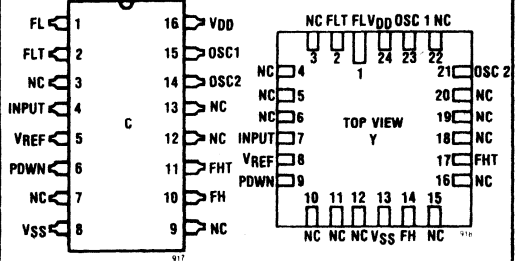 FL 1 16 VDD
FLT 2 15 OSC1
NC 3 14 OSC2
INPUT 4 13 NC
C
VREF 5 12 NC
PDWN 6 11 FHT
NC 7 10 FH
VSS 8 9 NC
917
NC FLT FL VDD OSC 1 NC
3 2 1 24 23 22
NC 4 21 OSC 2
NC 5 20 NC
NC 6 19 NC
INPUT 7 18 NC
VREF 8 17 FHT
PDWN 9 16 NC
TOP VIEW
Y
10 11 12 13 14 15
NC NC NC VSS FH NC
916